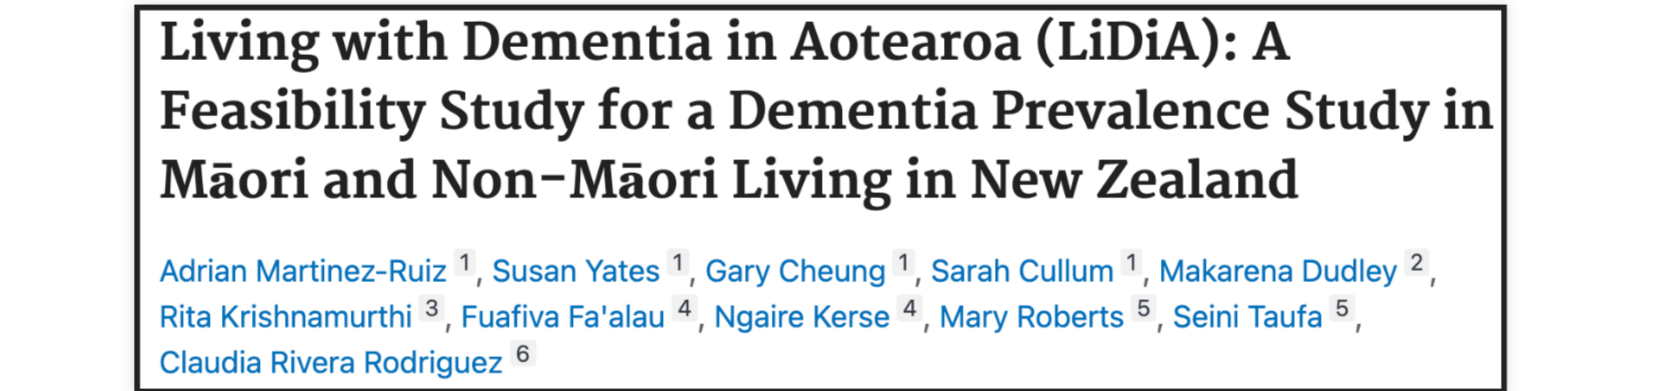 Living with Dementia in Aotearoa (LiDiA): A
Feasibility Study for a Dementia Prevalence Study in
Māori and Non-Māori Living in New Zealand
Adrian Martinez-Ruiz 1, Susan Yates 1, Gary Cheung 1, Sarah Cullum 1, Makarena Dudley 2,
Rita Krishnamurthi 3, Fuafiva Fa'alau 4, Ngaire Kerse 4, Mary Roberts 5, Seini Taufa 5,
Claudia Rivera Rodriguez 6